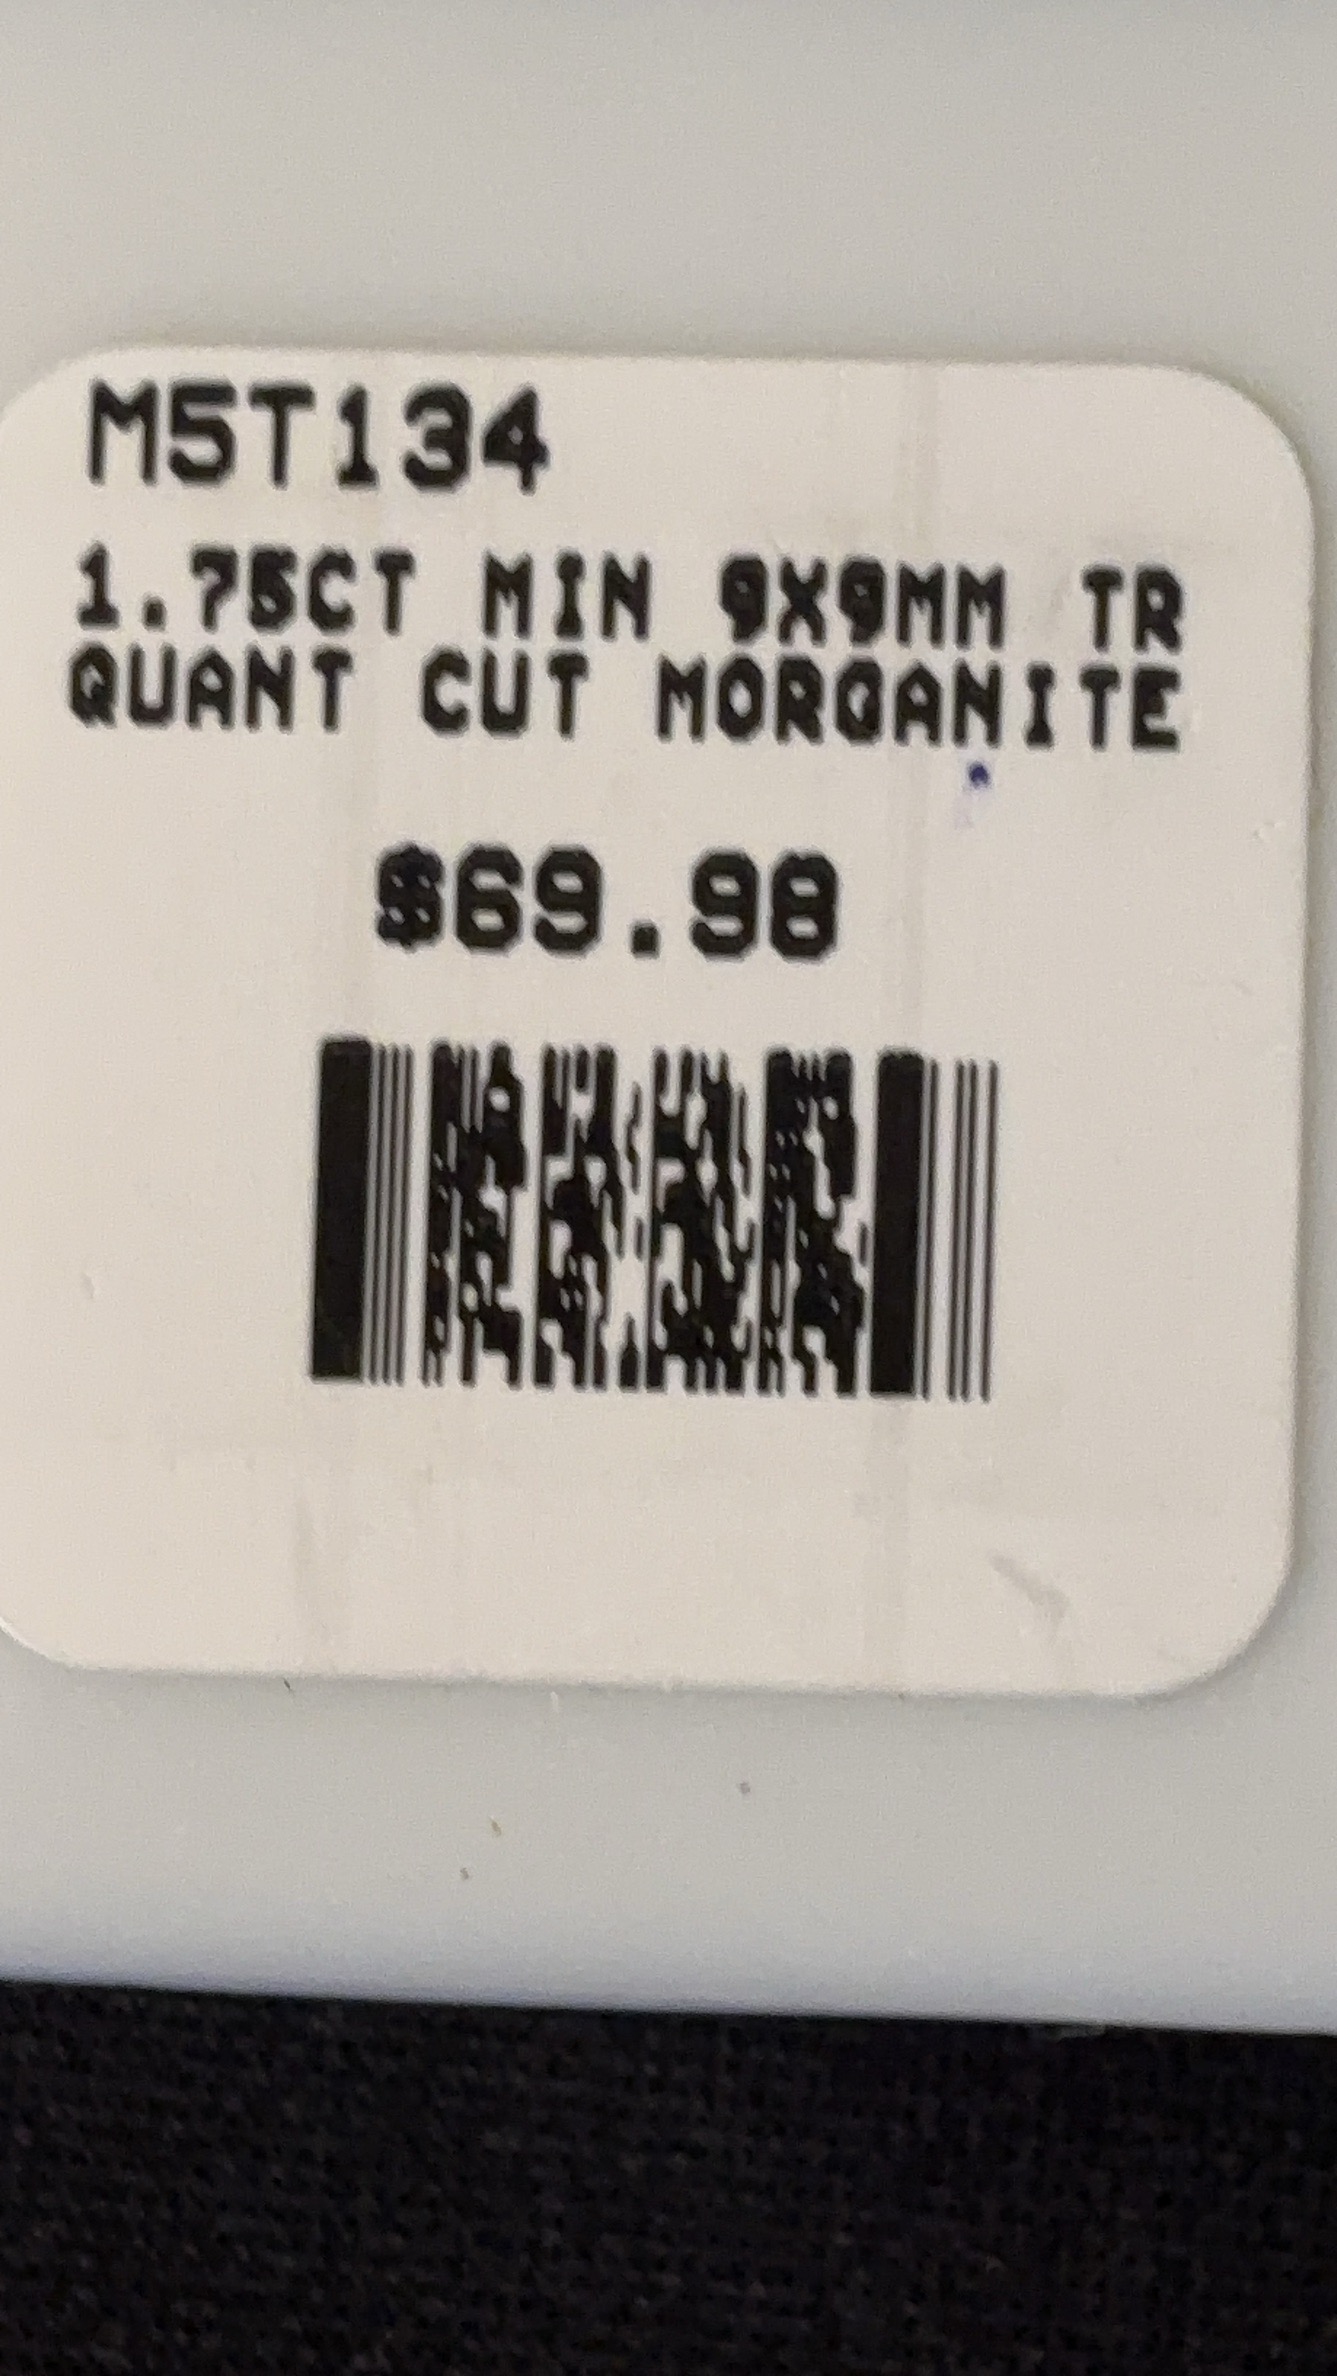 M5T134
1.75CT MIN 9X9MM TR
QUANT CUT MORGANITE
$69.98